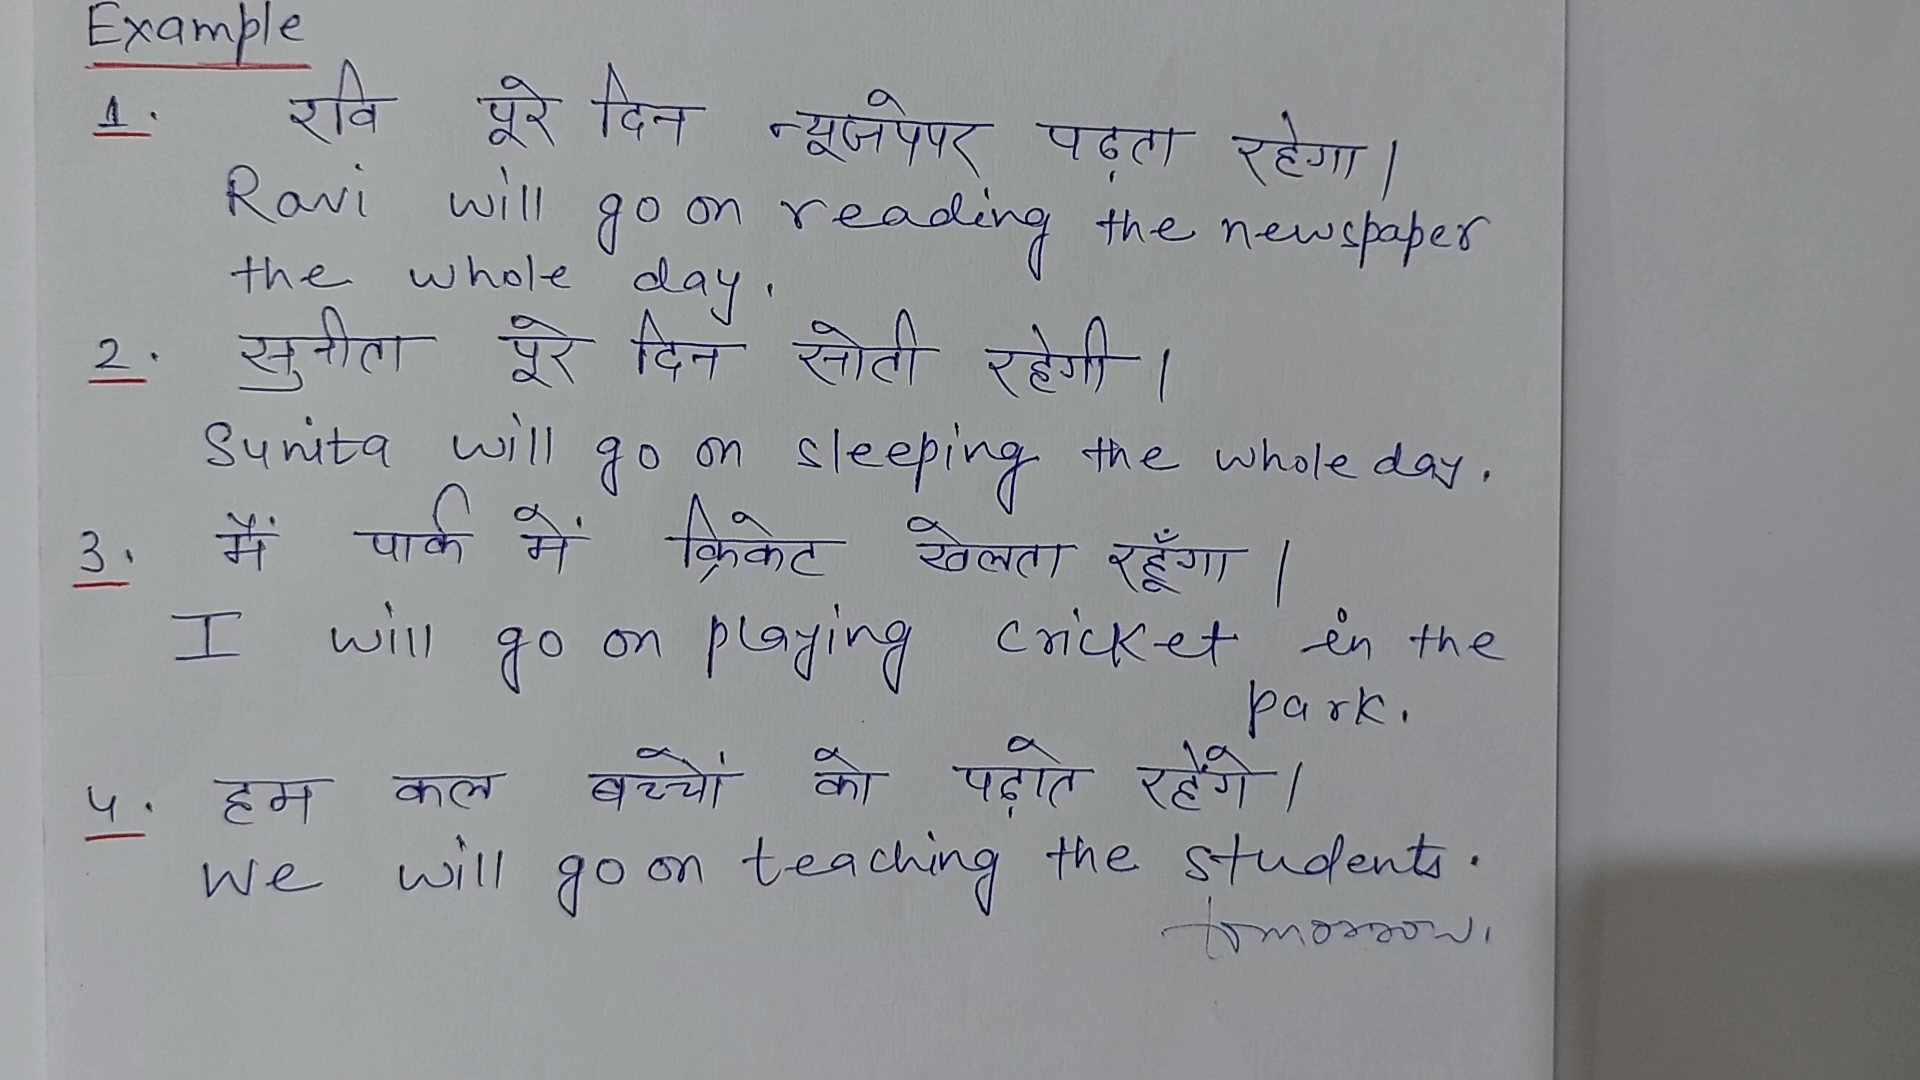 Example
1. रवि पूरे दिन न्यूजपेपर पढ़ता रहेगा।
Ravi will go on reading the newspaper
the whole day.
2. सुनीता पूरे दिन सोती रहेगी।
Sunita will go on sleeping the whole day.
3. मैं पार्क में क्रिकेट खेलता रहूँगा।
I will go on playing cricket in the
park.
4. हम कल बच्चों को पढ़ाते रहेंगे।
We will go on teaching the students.
tomorrow.